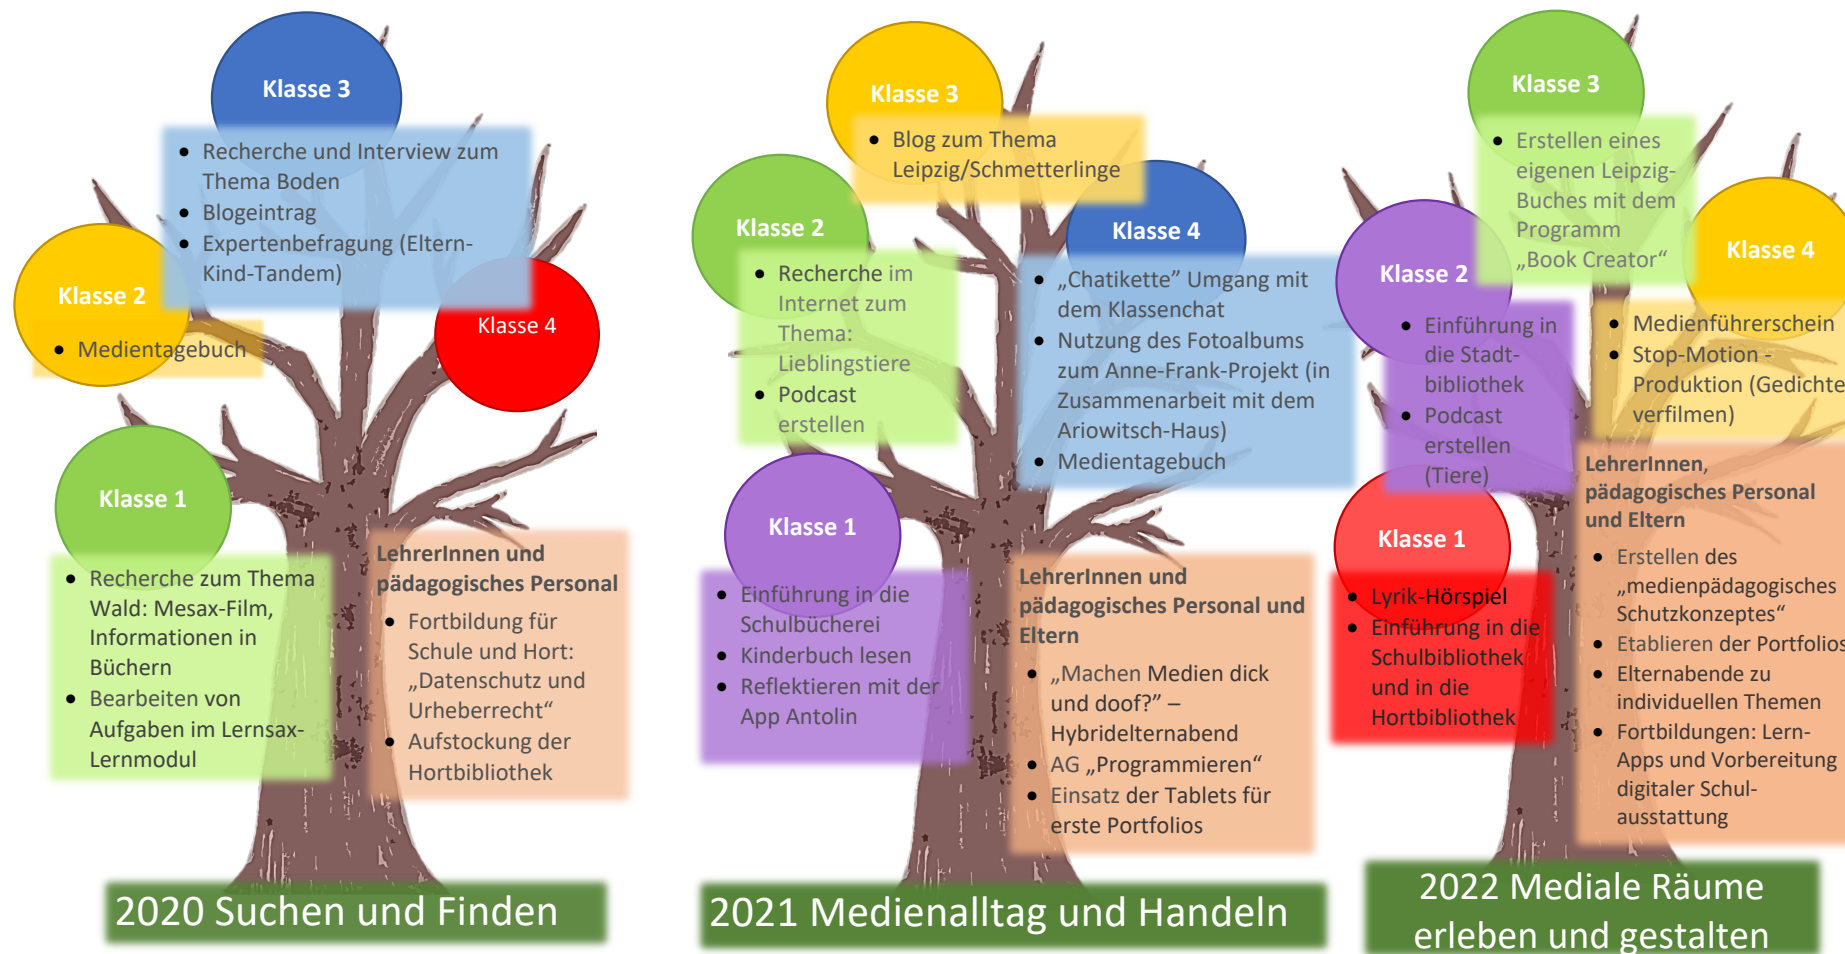 Klasse 3
• Recherche und Interview zum
Thema Boden
• Blogeintrag
• Expertenbefragung (Eltern-
Kind-Tandem)
Klasse 2
• Medientagebuch
Klasse 4
Klasse 1
• Recherche zum Thema
Wald: Mesax-Film,
Informationen in
Büchern
• Bearbeiten von
Aufgaben im Lernsax-
Lernmodul
LehrerInnen und
pädagogisches Personal
• Fortbildung für
Schule und Hort:
„Datenschutz und
Urheberrecht“
• Aufstockung der
Hortbibliothek
2020 Suchen und Finden
Klasse 3
• Blog zum Thema
Leipzig/Schmetterlinge
Klasse 2
• Recherche im
Internet zum
Thema:
Lieblingstiere
• Podcast
erstellen
Klasse 4
• „Chatikette” Umgang mit
dem Klassenchat
• Nutzung des Fotoalbums
zum Anne-Frank-Projekt (in
Zusammenarbeit mit dem
Ariowitsch-Haus)
• Medientagebuch
Klasse 1
• Einführung in die
Schulbücherei
• Kinderbuch lesen
• Reflektieren mit der
App Antolin
LehrerInnen und
pädagogisches Personal und
Eltern
• „Machen Medien dick
und doof?” –
Hybridelternabend
• AG „Programmieren“
• Einsatz der Tablets für
erste Portfolios
2021 Medienalltag und Handeln
Klasse 3
• Erstellen eines
eigenen Leipzig-
Buches mit dem
Programm
„Book Creator“
Klasse 2
• Einführung in
die Stadt-
bibliothek
• Podcast
erstellen
(Tiere)
Klasse 4
• Medienführerschein
• Stop-Motion -
Produktion (Gedichte
verfilmen)
Klasse 1
• Lyrik-Hörspiel
• Einführung in die
Schulbibliothek
und in die
Hortbibliothek
LehrerInnen,
pädagogisches Personal
und Eltern
• Erstellen des
„medienpädagogisches
Schutzkonzeptes“
• Etablieren der Portfolios
• Elternabende zu
individuellen Themen
• Fortbildungen: Lern-
Apps und Vorbereitung
digitaler Schul-
ausstattung
2022 Mediale Räume
erleben und gestalten